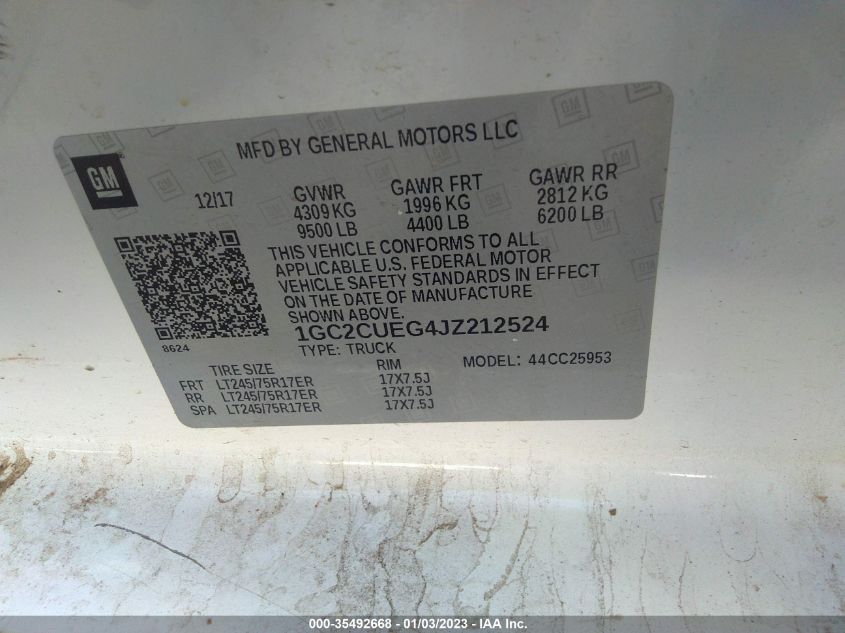 MFD BY GENERAL MOTORS LLC
GM
12/17 GVWR GAWR FRT GAWR RR
4309 KG 1996 KG 2812 KG
9500 LB 4400 LB 6200 LB
THIS VEHICLE CONFORMS TO ALL
APPLICABLE U.S. FEDERAL MOTOR
VEHICLE SAFETY STANDARDS IN EFFECT
ON THE DATE OF MANUFACTURE
SHOWN ABOVE.
8624
1GC2CUEG4JZ212524
TYPE: TRUCK MODEL: 44CC25953
TIRE SIZE RIM
FRT LT245/75R17ER 17X7.5J
RR LT245/75R17ER 17X7.5J
SPA LT245/75R17ER 17X7.5J
000-35492668 - 01/03/2023 - IAA Inc.